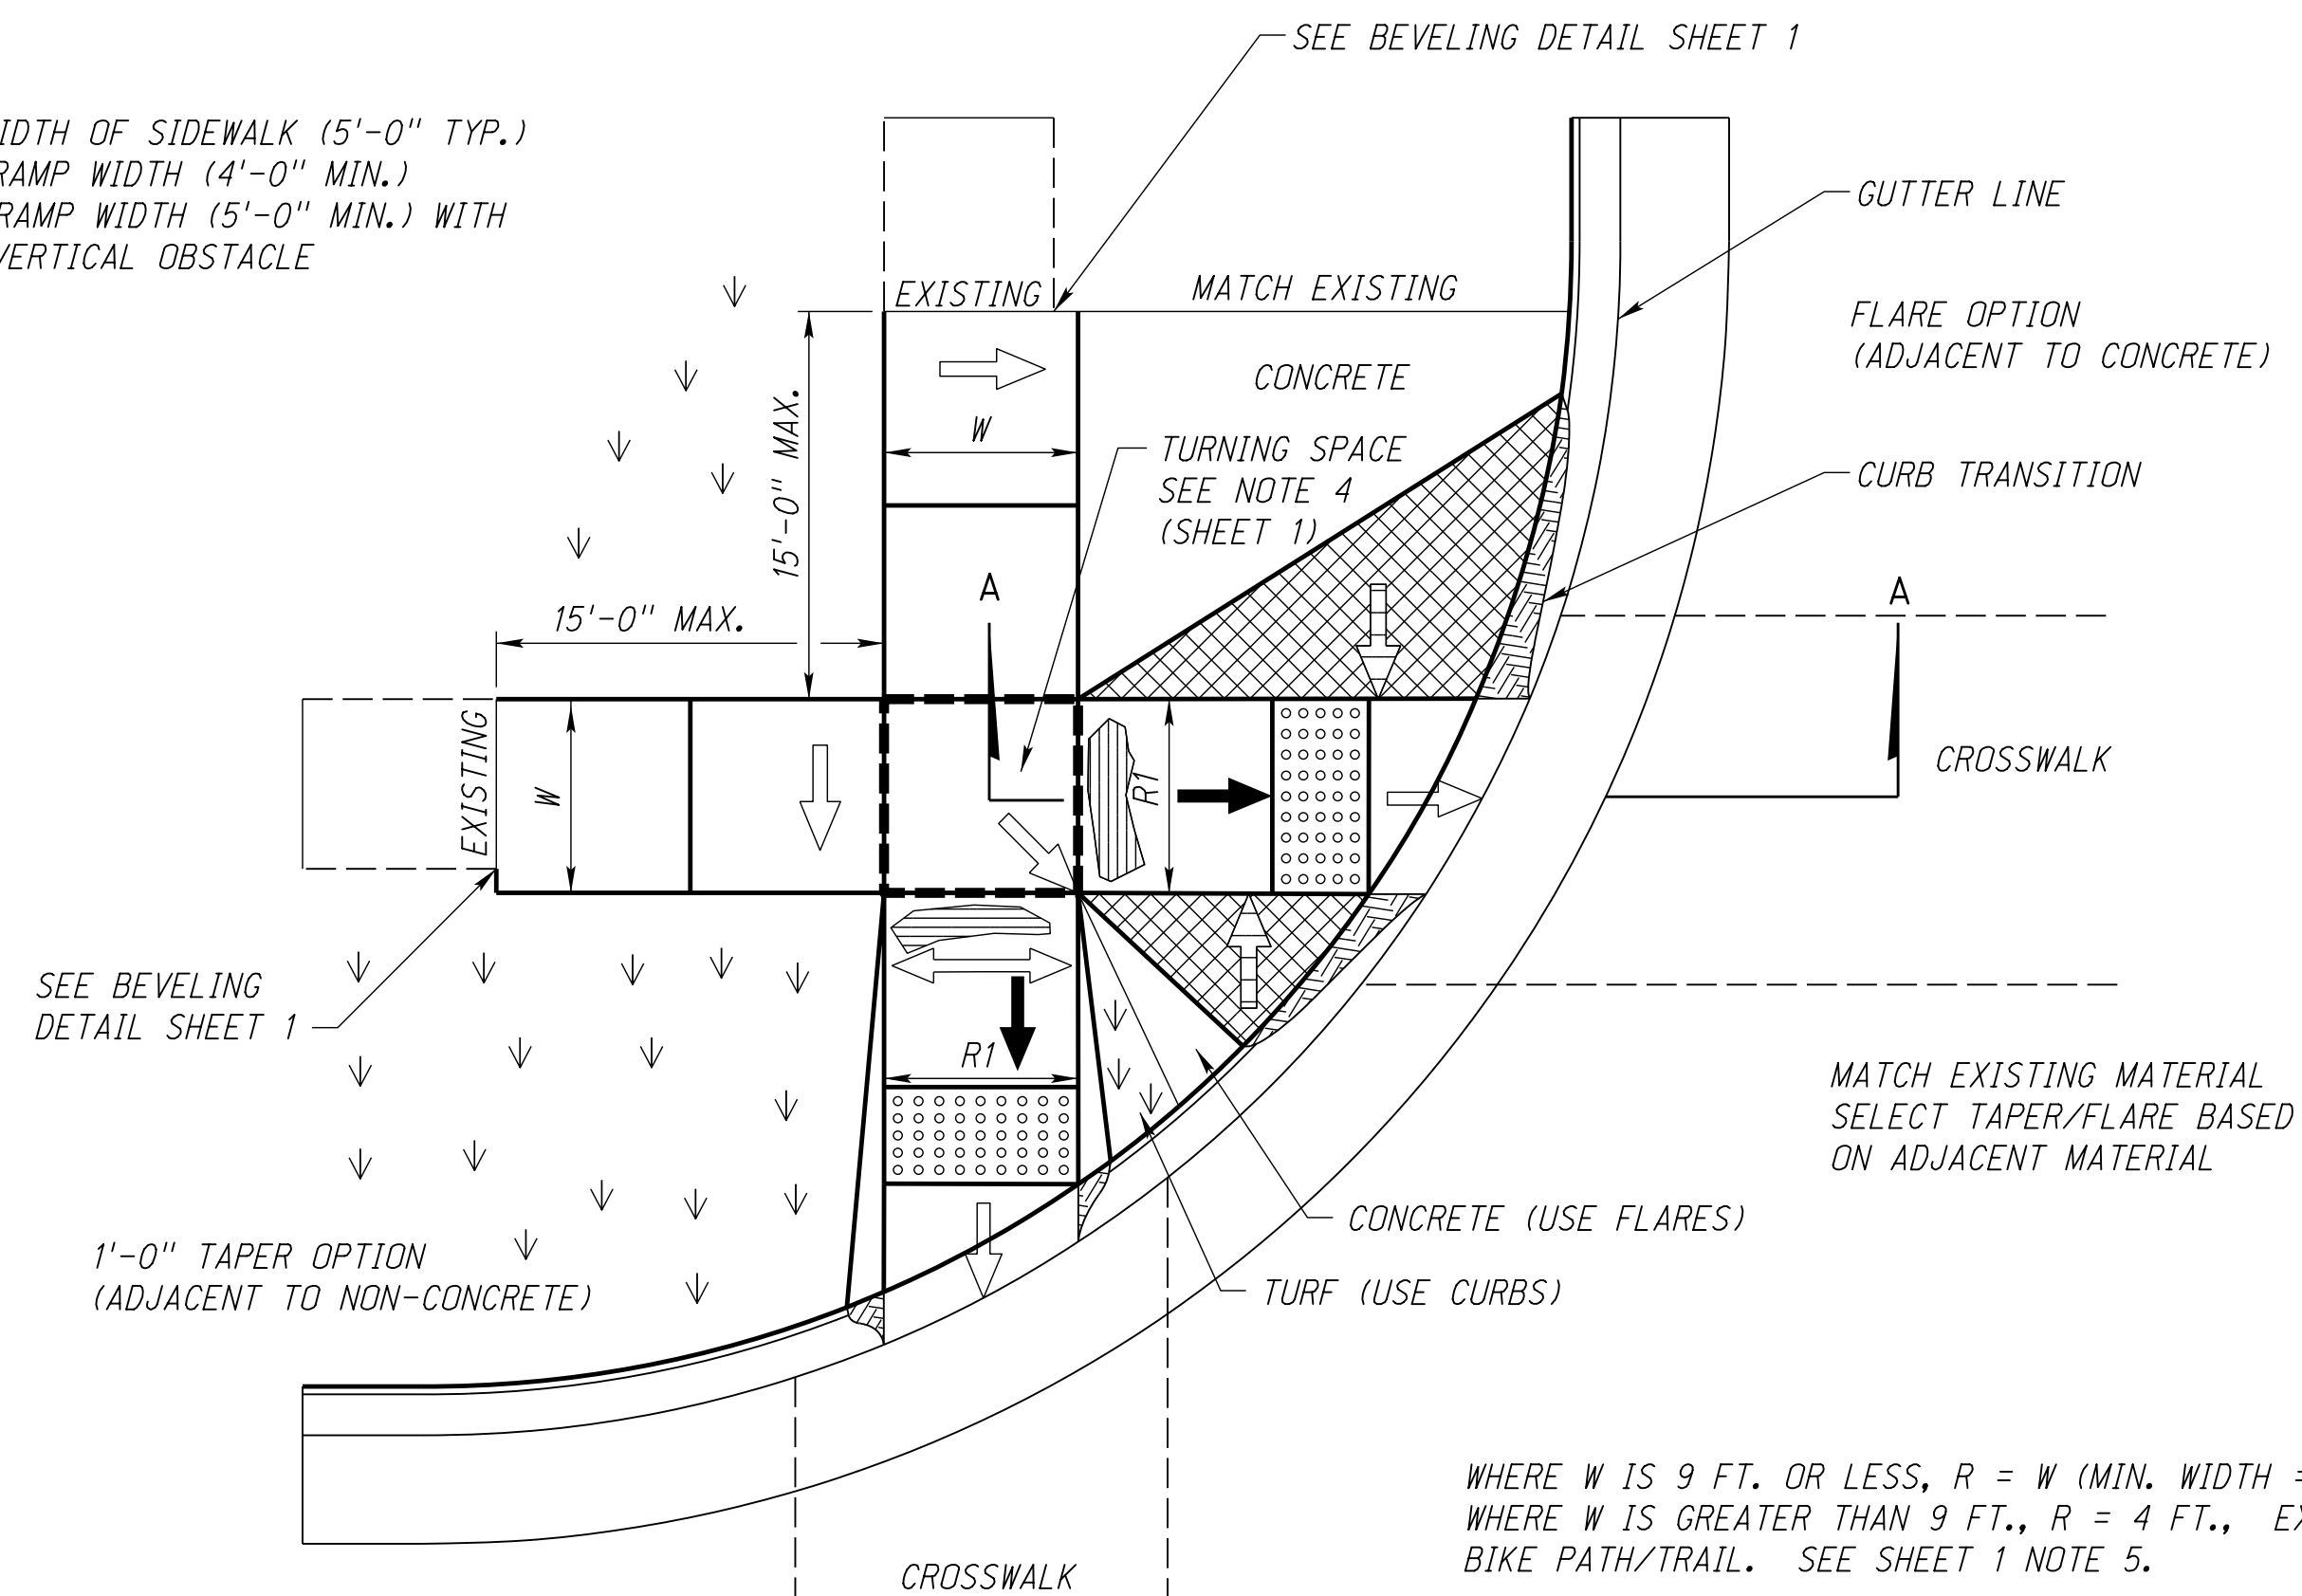 SEE BEVELING DETAIL SHEET 1
IDTH OF SIDEWALK (5'-0" TYP.)
RAMP WIDTH (4'-0" MIN.)
RAMP WIDTH (5'-0" MIN.) WITH
VERTICAL OBSTACLE
GUTTER LINE
EXISTING
MATCH EXISTING
FLARE OPTION
(ADJACENT TO CONCRETE)
CONCRETE
15'-0" MAX.
W
TURNING SPACE
SEE NOTE 4
(SHEET 1)
CURB TRANSITION
A
A
15'-0" MAX.
EXISTING
W
R1
CROSSWALK
SEE BEVELING
DETAIL SHEET 1
R1
MATCH EXISTING MATERIAL
SELECT TAPER/FLARE BASED
ON ADJACENT MATERIAL
CONCRETE (USE FLARES)
1'-0" TAPER OPTION
(ADJACENT TO NON-CONCRETE)
TURF (USE CURBS)
WHERE W IS 9 FT. OR LESS, R = W (MIN. WIDTH =
WHERE W IS GREATER THAN 9 FT., R = 4 FT., EX
BIKE PATH/TRAIL. SEE SHEET 1 NOTE 5.
CROSSWALK